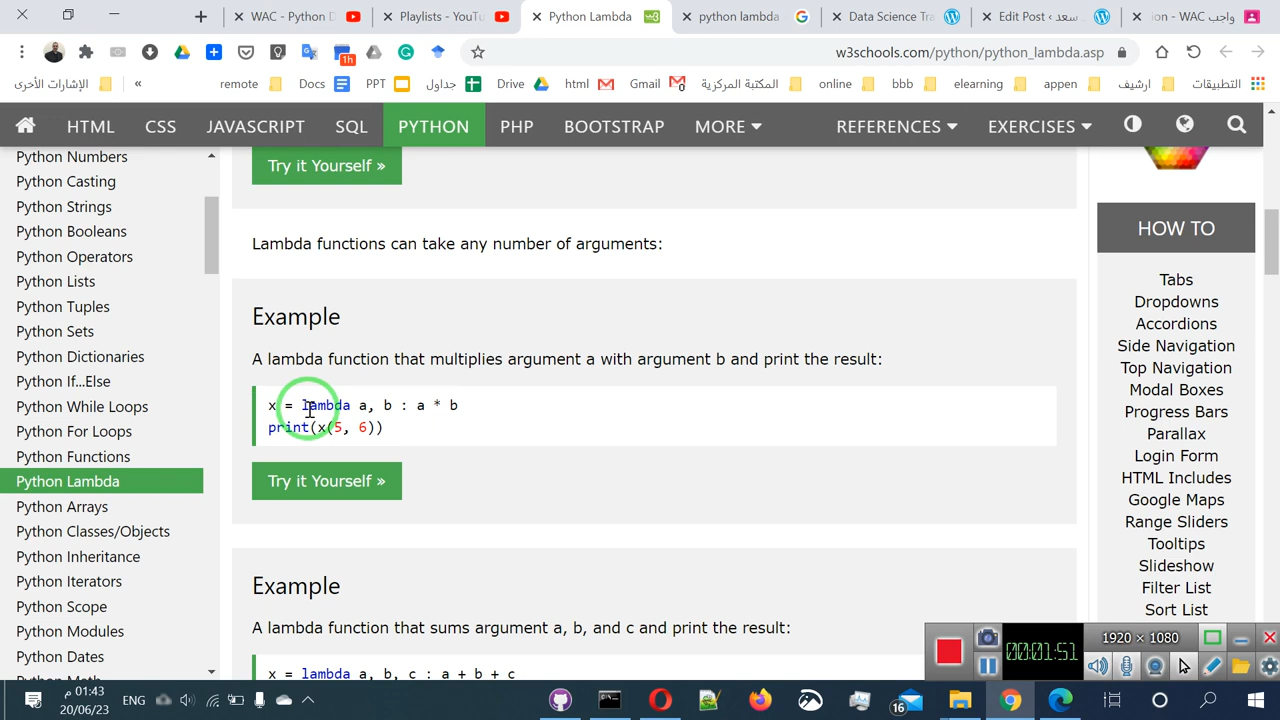 WAC - Python D
Playlists - YouTu
Python Lambda
python lambda
Data Science Tra
Edit Post ‹ سعد
واجب WAC - ion
1h
w3schools.com/python/python_lambda.asp
التطبيقات
appen
ارشيف
elearning
bbb
online
المكتبة المركزية
Gmail
html
Drive
جداول
PPT
Docs
remote
»
الإشارات الأخرى
HTML
CSS
JAVASCRIPT
SQL
PYTHON
PHP
BOOTSTRAP
MORE
REFERENCES
EXERCISES
Python Numbers
Python Casting
Python Strings
Python Booleans
Python Operators
Python Lists
Python Tuples
Python Sets
Python Dictionaries
Python If...Else
Python While Loops
Python For Loops
Python Functions
Python Lambda
Python Arrays
Python Classes/Objects
Python Inheritance
Python Iterators
Python Scope
Python Modules
Python Dates
Python Math
Try it Yourself »
Lambda functions can take any number of arguments:
Example
A lambda function that multiplies argument a with argument b and print the result:
x = lambda a, b : a * b
print(x(5, 6))
Try it Yourself »
Example
A lambda function that sums argument a, b, and c and print the result:
x = lambda a, b, c : a + b + c
HOW TO
Tabs
Dropdowns
Accordions
Side Navigation
Top Navigation
Modal Boxes
Progress Bars
Parallax
Login Form
HTML Includes
Google Maps
Range Sliders
Tooltips
Slideshow
Filter List
Sort List
00:01:51
1920 × 1080
01:43 م
20/06/23
ENG
16